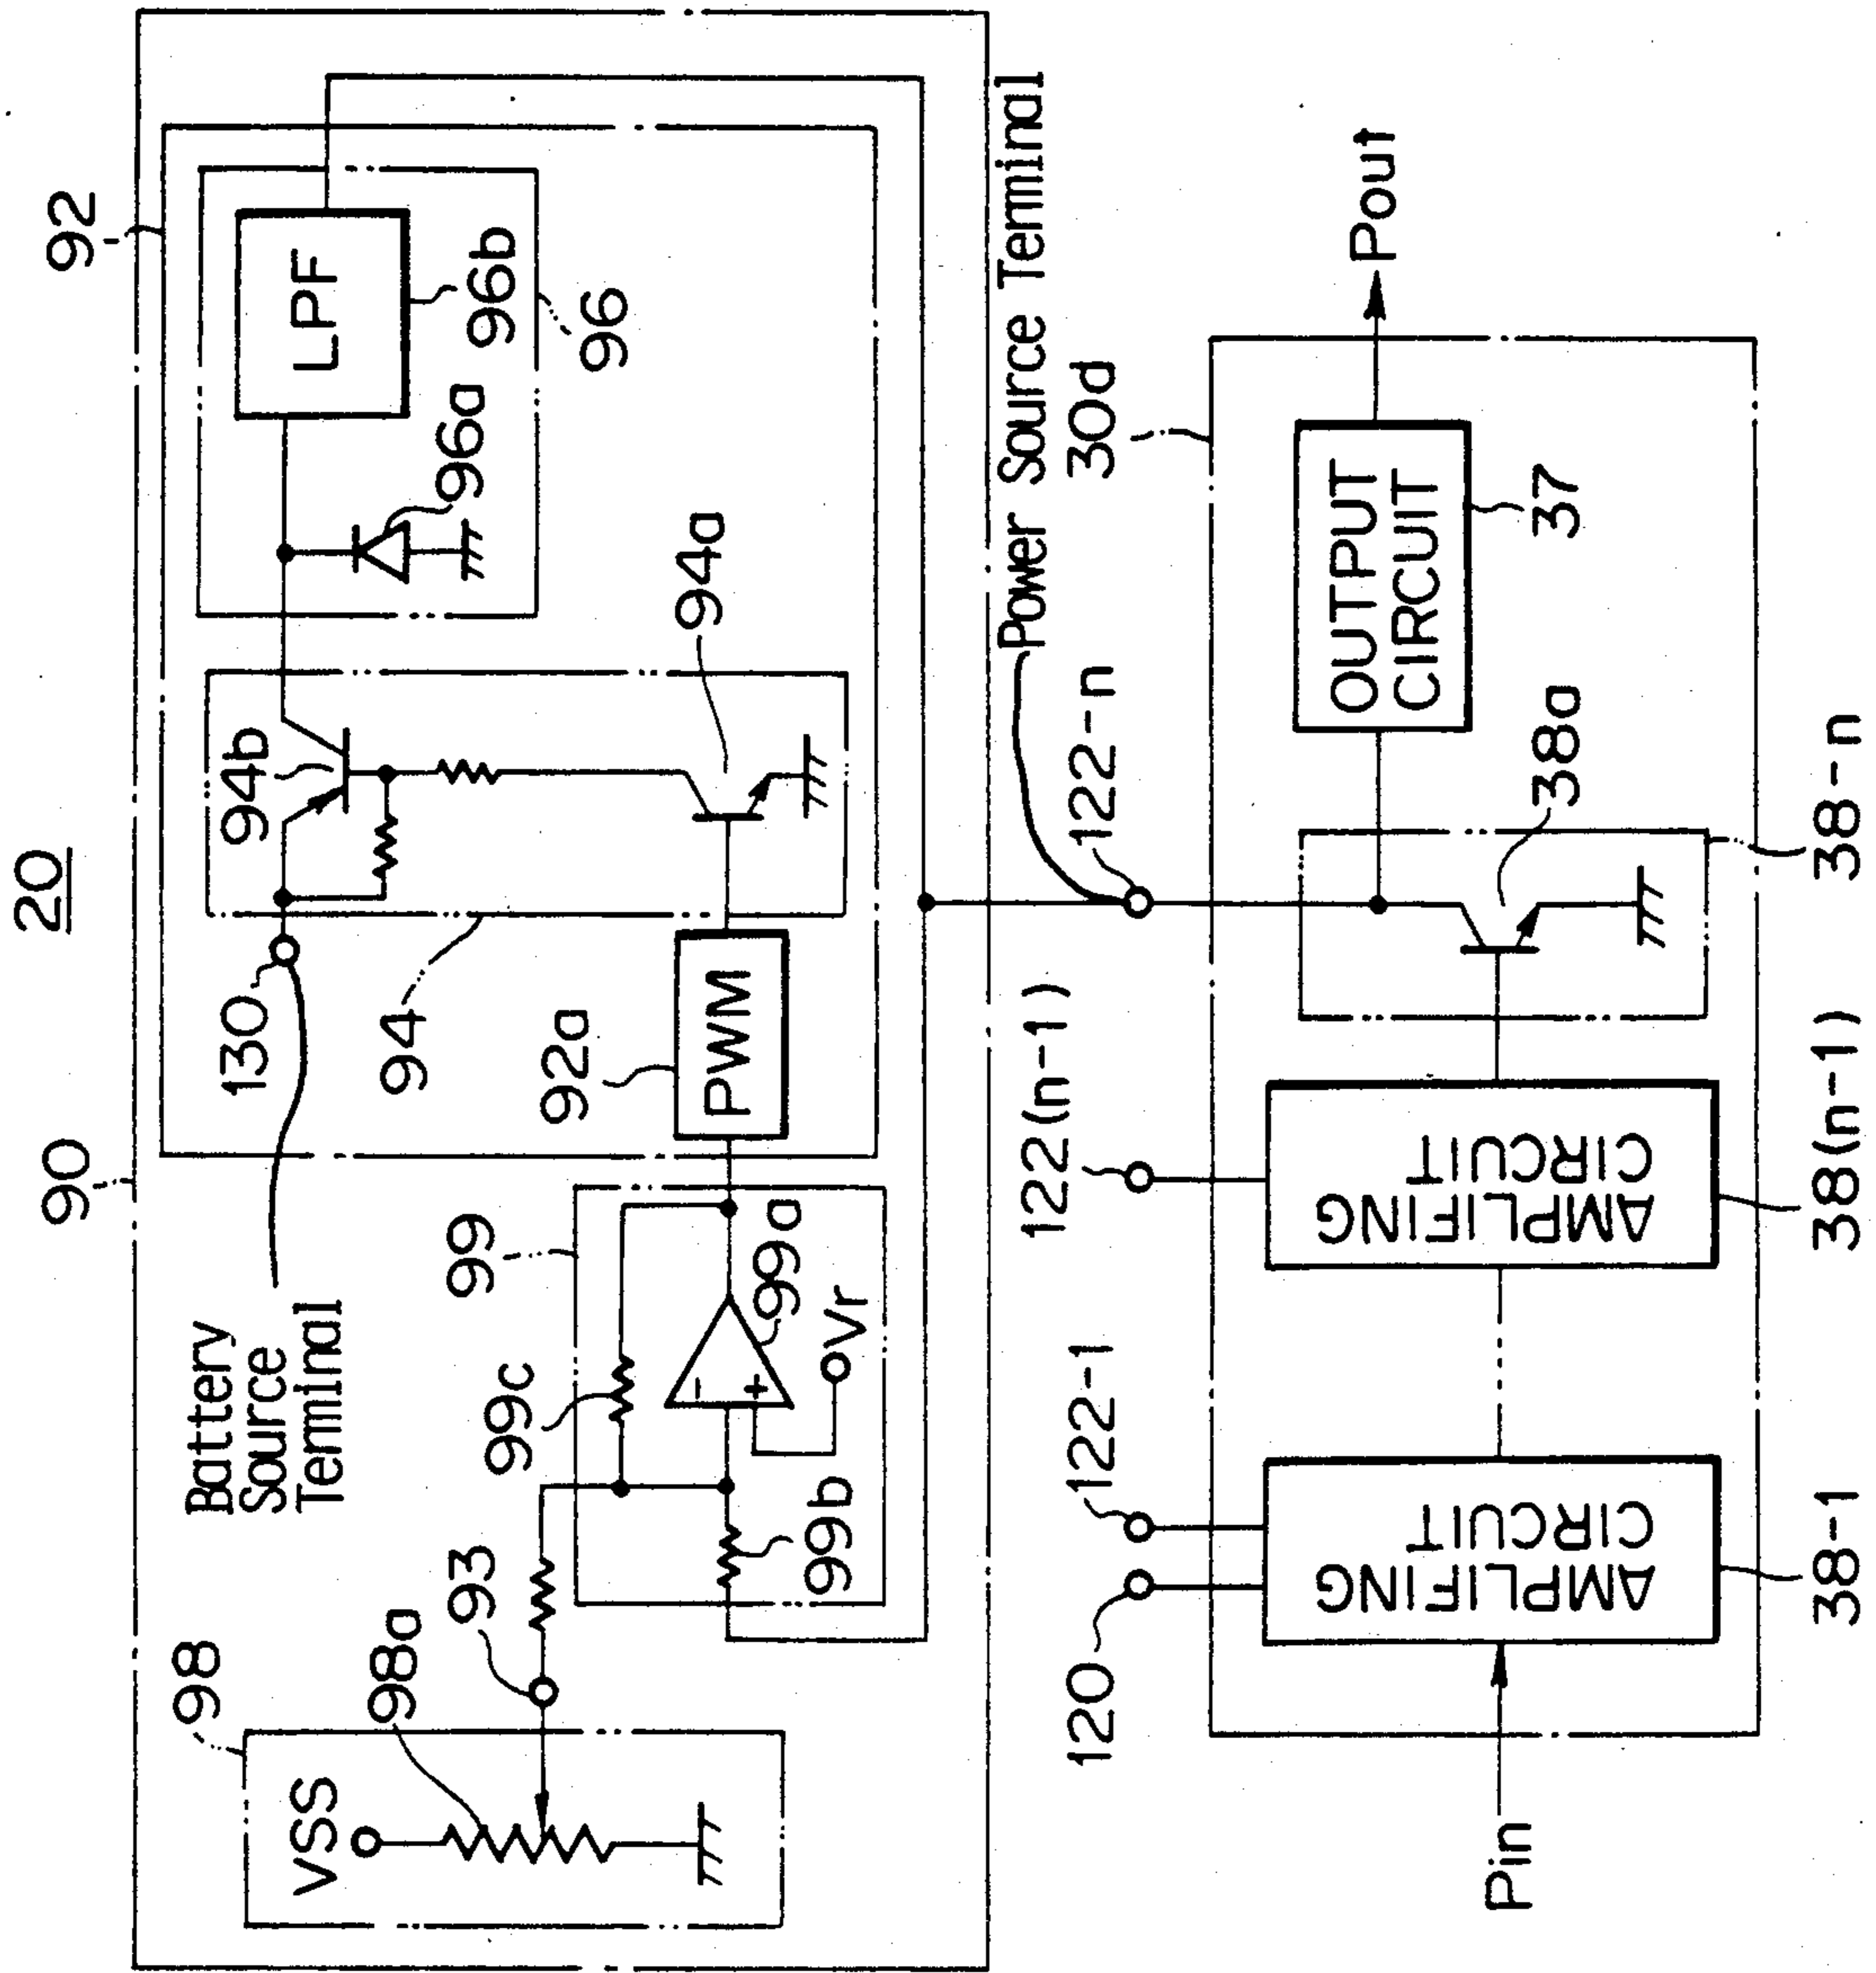 20
90
92
98
VSS
98a
93
Battery
Source
Terminal
130
94
94b
94a
96a
LPF
96b
96
99
99c
99a
99b
-
+
Vr
92a
PWM
Power Source Terminal
30d
120
122-1
122(n-1)
122-n
Pin
AMPLIFING
CIRCUIT
38-1
AMPLIFING
CIRCUIT
38(n-1)
38a
38-n
OUTPUT
CIRCUIT
37
Pout